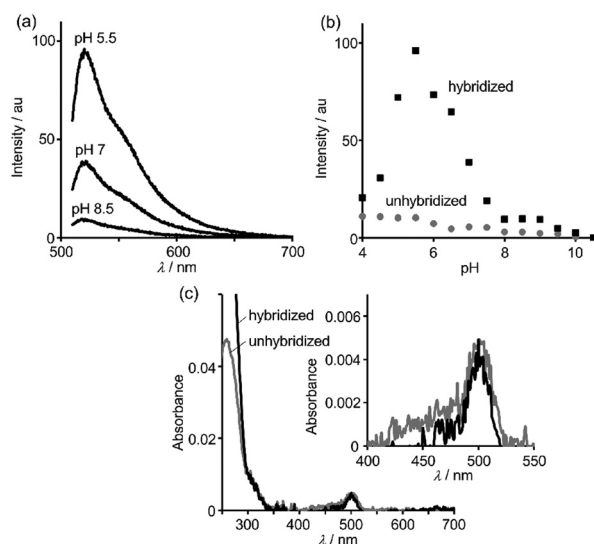 (a)
pH 5.5
100
pH 7
50
pH 8.5
0
500
600
700
Intensity / au
λ / nm
(b)
100
hybridized
50
unhybridized
0
4
6
8
10
Intensity / au
pH
(c)
hybridized
unhybridized
0.04
0.02
0
300
400
500
600
700
Absorbance
λ / nm
0.006
0.004
0.002
0
400
450
500
550
Absorbance
λ / nm